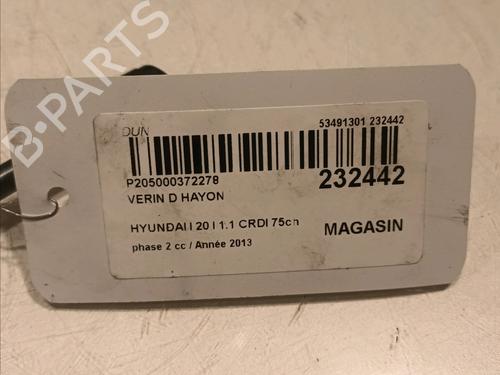 DUN
53491301 232442
P205000372278
232442
VERIN D HAYON
HYUNDAI I 20 I 1.1 CRDI 75ch
MAGASIN
phase 2 cc / Année 2013
B-PARTS